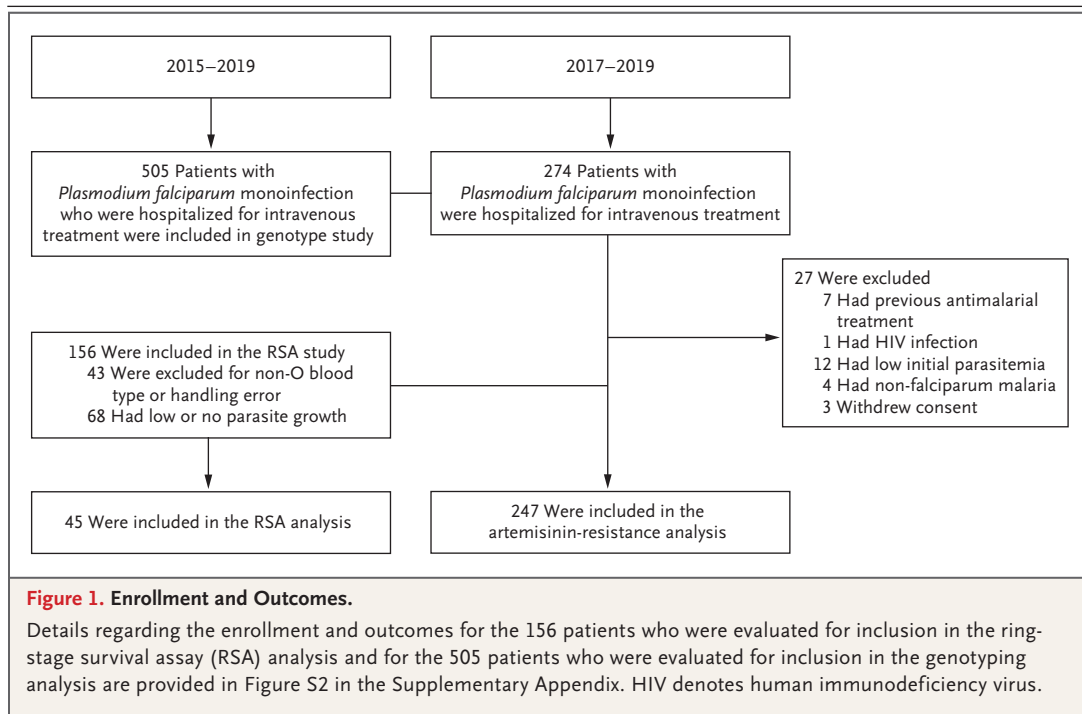 2015–2019
2017–2019
505 Patients with
Plasmodium falciparum monoinfection
who were hospitalized for intravenous
treatment were included in genotype study
274 Patients with
Plasmodium falciparum monoinfection
were hospitalized for intravenous treatment
27 Were excluded
7 Had previous antimalarial
treatment
1 Had HIV infection
12 Had low initial parasitemia
4 Had non-falciparum malaria
3 Withdrew consent
156 Were included in the RSA study
43 Were excluded for non-O blood
type or handling error
68 Had low or no parasite growth
45 Were included in the RSA analysis
247 Were included in the
artemisinin-resistance analysis
Figure 1. Enrollment and Outcomes.
Details regarding the enrollment and outcomes for the 156 patients who were evaluated for inclusion in the ring-
stage survival assay (RSA) analysis and for the 505 patients who were evaluated for inclusion in the genotyping
analysis are provided in Figure S2 in the Supplementary Appendix. HIV denotes human immunodeficiency virus.